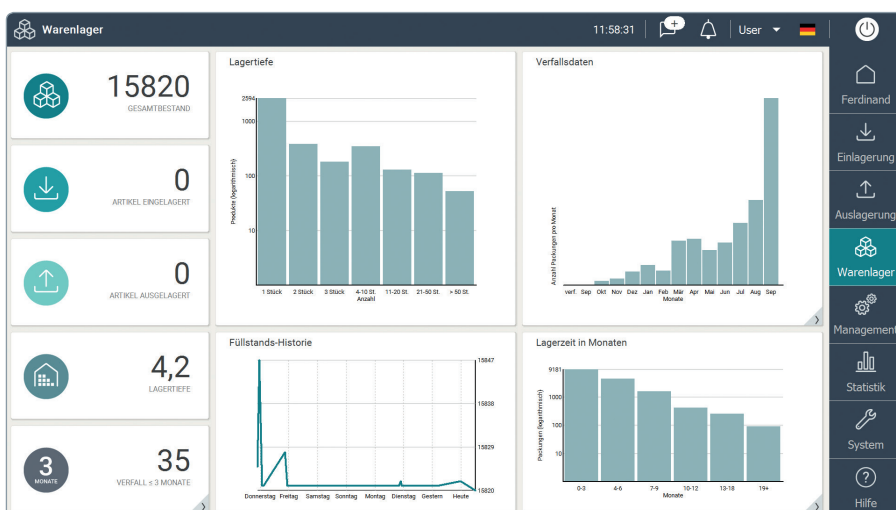 Warenlager
11:58:31
+
User
15820
GESAMTBESTAND
0
ARTIKEL EINGELAGERT
0
ARTIKEL AUSGELAGERT
4,2
LAGERTIEFE
3
MONATE
35
VERFALL ≤ 3 MONATE
Lagertiefe
Produkte (logarithmisch)
2594
1000
100
10
1 Stück 2 Stück 3 Stück 4-10 St. 11-20 St. 21-50 St. > 50 St.
Anzahl
Verfallsdaten
Anzahl Packungen pro Monat
verf. Sep Okt Nov Dez Jan Feb Mär Apr Mai Jun Jul Aug Sep
Monate
Füllstands-Historie
15847
15838
15829
15820
Donnerstag Freitag Samstag Sonntag Montag Dienstag Gestern Heute
Lagerzeit in Monaten
Packungen (logarithmisch)
9181
1000
100
10
0-3 4-6 7-9 10-12 13-18 19+
Monate
Ferdinand
Einlagerung
Auslagerung
Warenlager
Management
Statistik
System
Hilfe